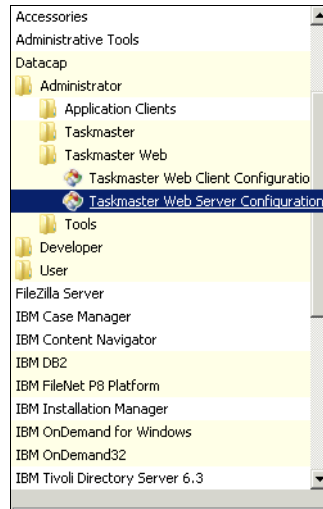 Accessories
Administrative Tools
Datacap
Administrator
Application Clients
Taskmaster
Taskmaster Web
Taskmaster Web Client Configuratio
Taskmaster Web Server Configuration
Tools
Developer
User
FileZilla Server
IBM Case Manager
IBM Content Navigator
IBM DB2
IBM FileNet P8 Platform
IBM Installation Manager
IBM OnDemand for Windows
IBM OnDemand32
IBM Tivoli Directory Server 6.3